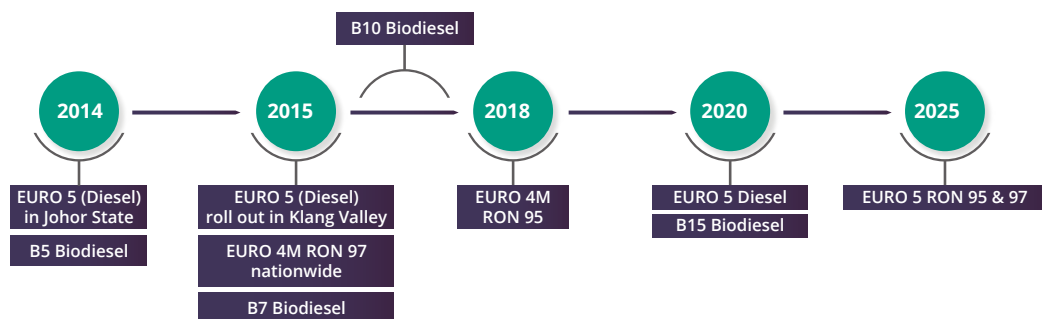 B10 Biodiesel
2014
2015
2018
2020
2025
EURO 5 (Diesel)
in Johor State
B5 Biodiesel
EURO 5 (Diesel)
roll out in Klang Valley
EURO 4M RON 97
nationwide
B7 Biodiesel
EURO 4M
RON 95
EURO 5 Diesel
B15 Biodiesel
EURO 5 RON 95 & 97